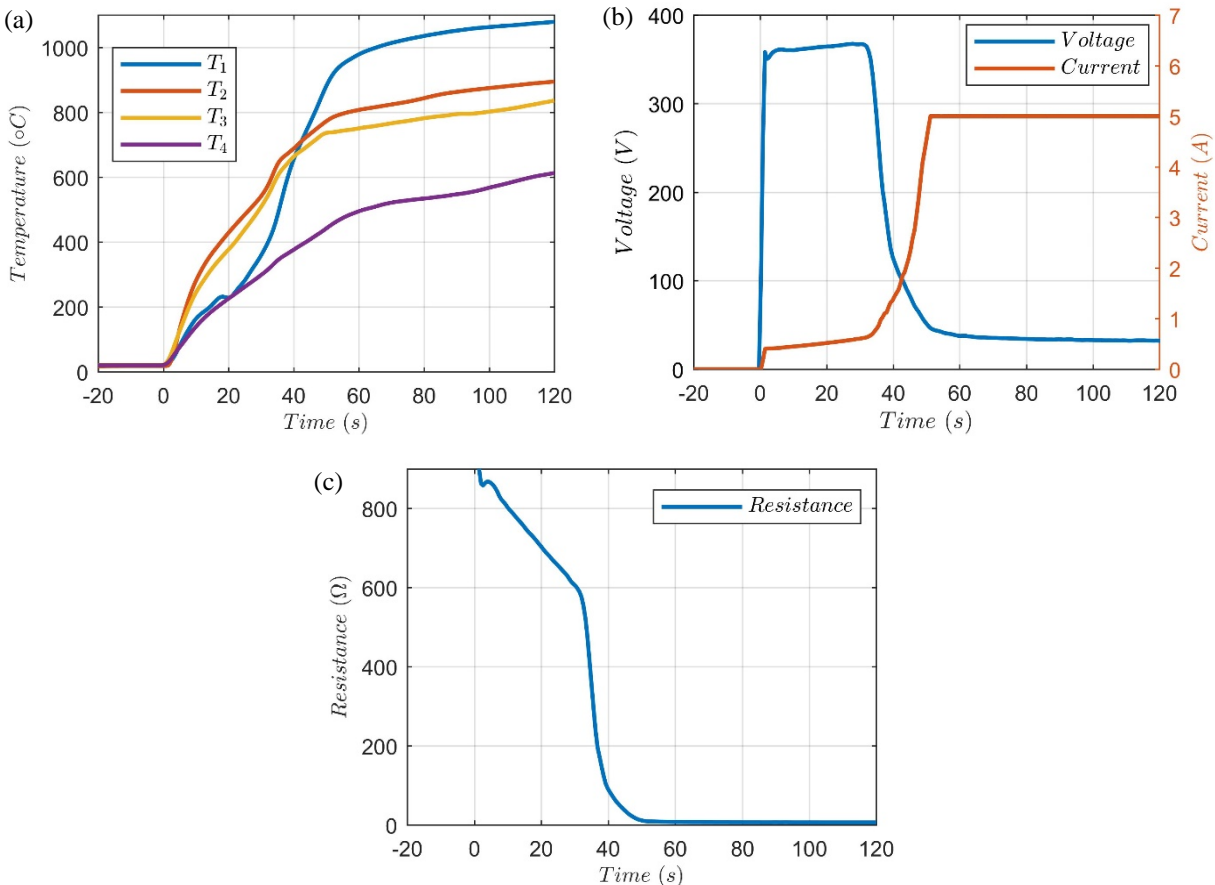 (a)
Temperature (∘C)
1000
800
600
400
200
0
T₁
T₂
T₃
T₄
-20 0 20 40 60 80 100 120
Time (s)
(b)
Voltage (V)
400
300
200
100
0
Voltage
Current
7
6
5
4
3
2
1
0
Current (A)
-20 0 20 40 60 80 100 120
Time (s)
(c)
Resistance (Ω)
800
600
400
200
0
Resistance
-20 0 20 40 60 80 100 120
Time (s)